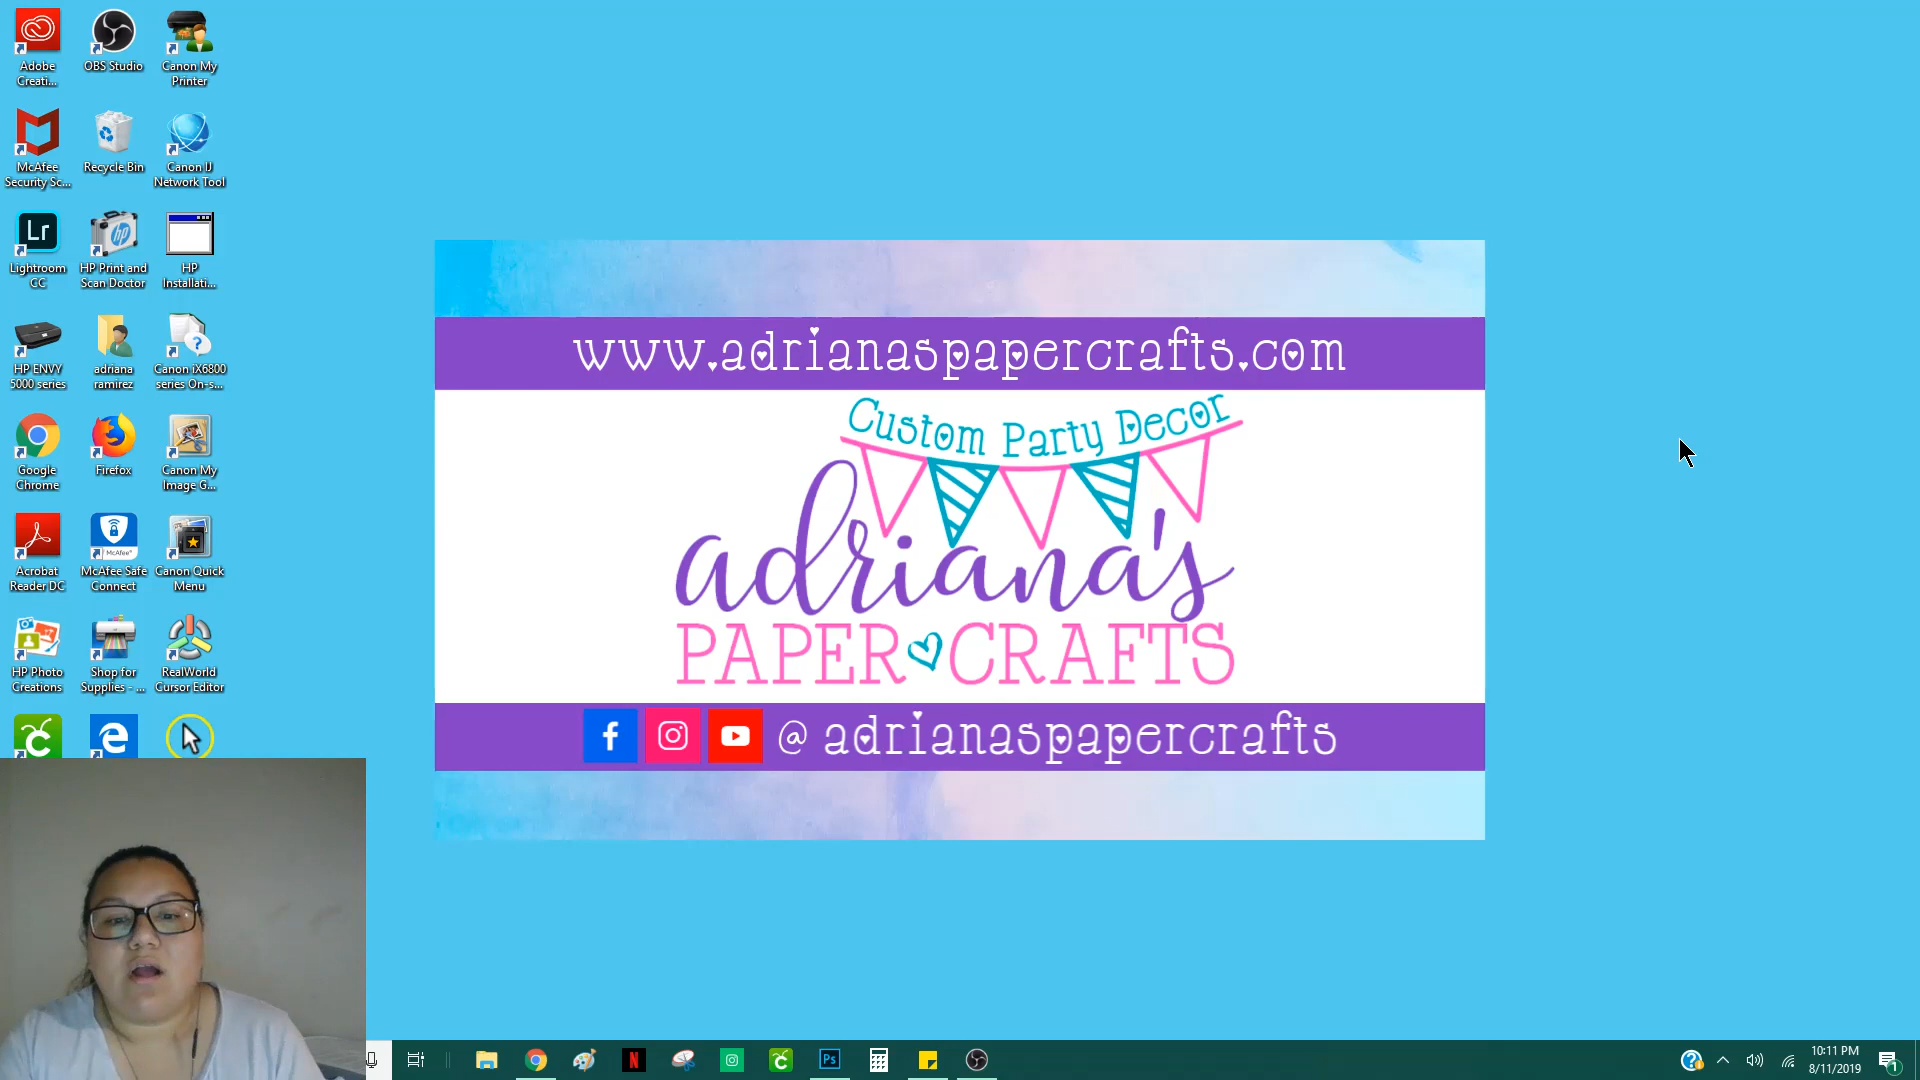 Adobe
Creati...
OBS Studio
Canon My
Printer
McAfee
Security Sc...
Recycle Bin
Canon IJ
Network Tool
Lr
Lightroom
CC
hp
HP Print and
Scan Doctor
HP
Installati...
HP ENVY
5000 series
adriana
ramirez
Canon iX6800
series On-s...
Google
Chrome
Firefox
Canon My
Image G...
Acrobat
Reader DC
McAfee®
McAfee Safe
Connect
Canon Quick
Menu
HP Photo
Creations
Shop for
Supplies - ...
RealWorld
Cursor Editor
www.adrianaspapercrafts.com
Custom Party Decor
adriana's
PAPER CRAFTS
@ adrianaspapercrafts
N
Ps
10:11 PM
8/11/2019
1